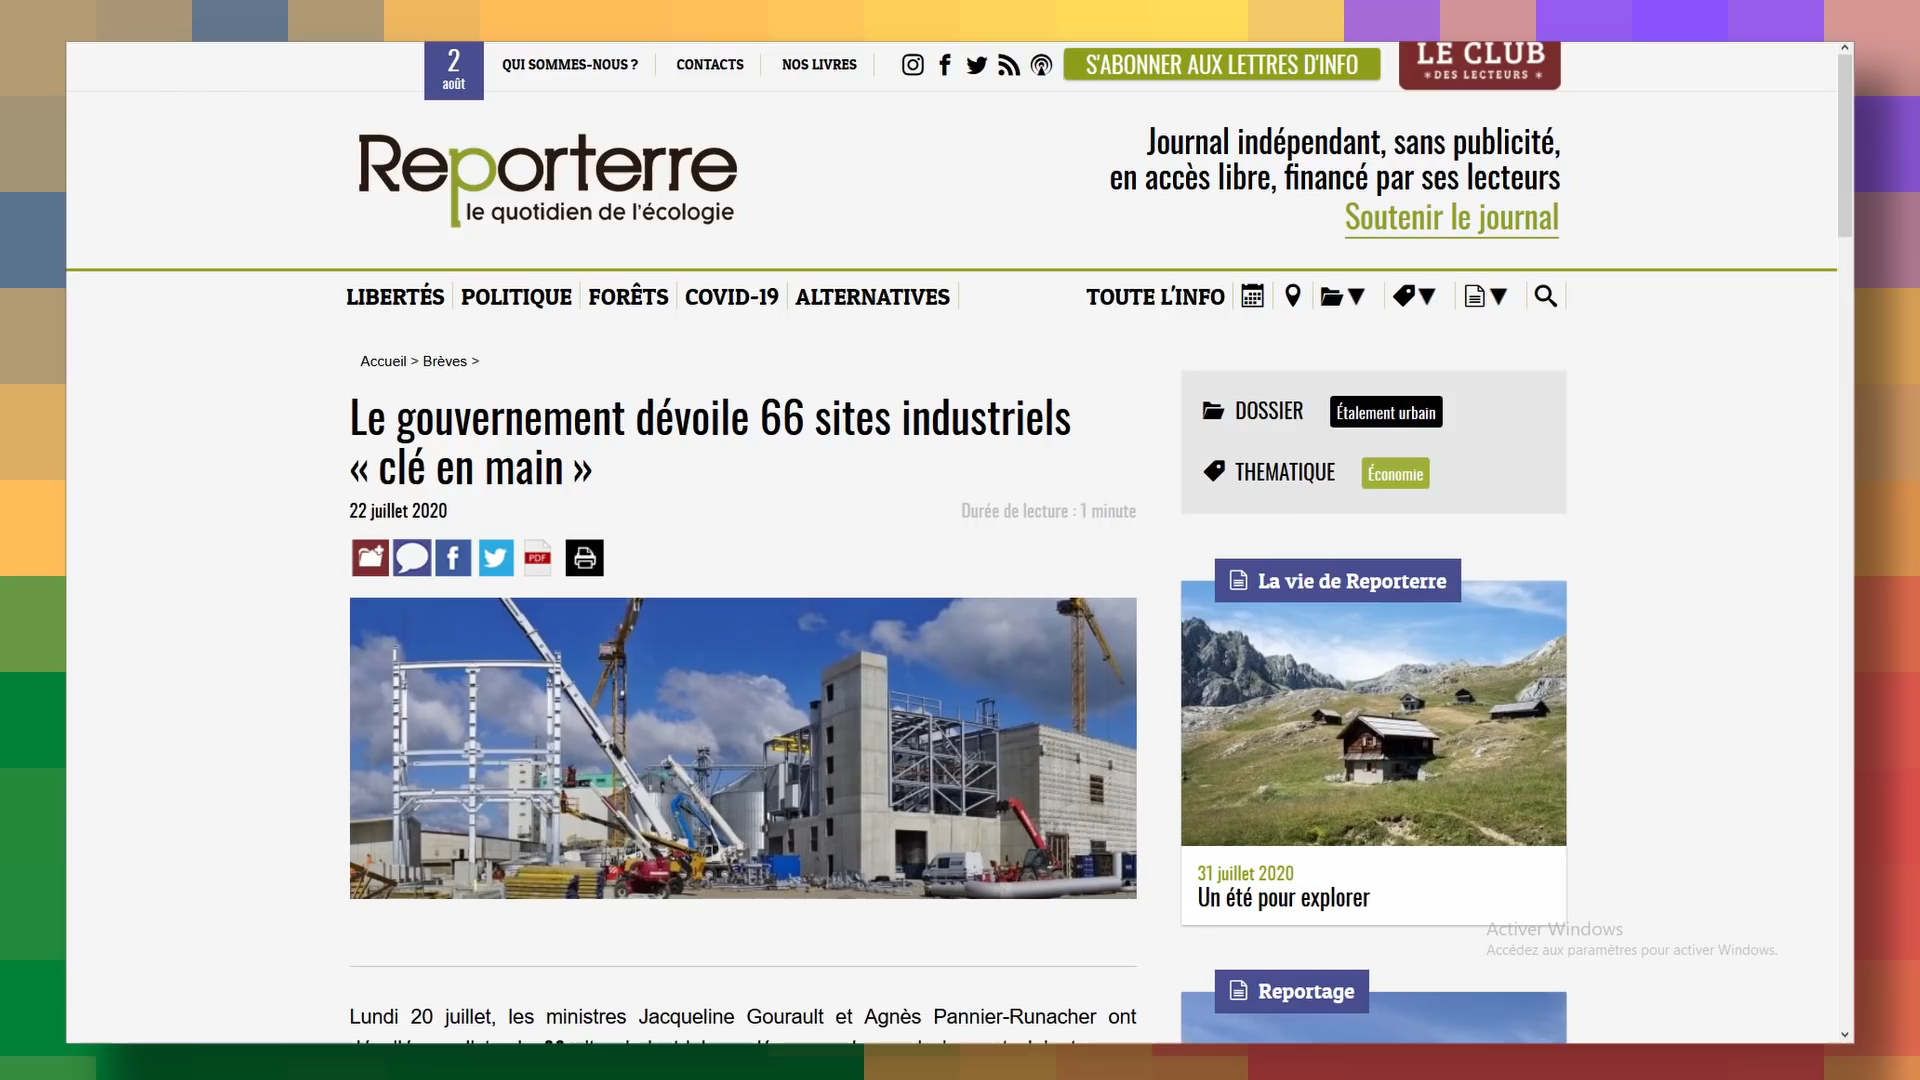 2
août
QUI SOMMES-NOUS ?
CONTACTS
NOS LIVRES
S'ABONNER AUX LETTRES D'INFO
LE CLUB
* DES LECTEURS *
Reporterre
le quotidien de l'écologie
Journal indépendant, sans publicité,
en accès libre, financé par ses lecteurs
Soutenir le journal
LIBERTÉS
POLITIQUE
FORÊTS
COVID-19
ALTERNATIVES
TOUTE L'INFO
Accueil > Brèves >
Le gouvernement dévoile 66 sites industriels
« clé en main »
22 juillet 2020
Durée de lecture : 1 minute
PDF
DOSSIER
Étalement urbain
THEMATIQUE
Économie
La vie de Reporterre
31 juillet 2020
Un été pour explorer
Activer Windows
Accédez aux paramètres pour activer Windows.
Reportage
Lundi 20 juillet, les ministres Jacqueline Gourault et Agnès Pannier-Runacher ont